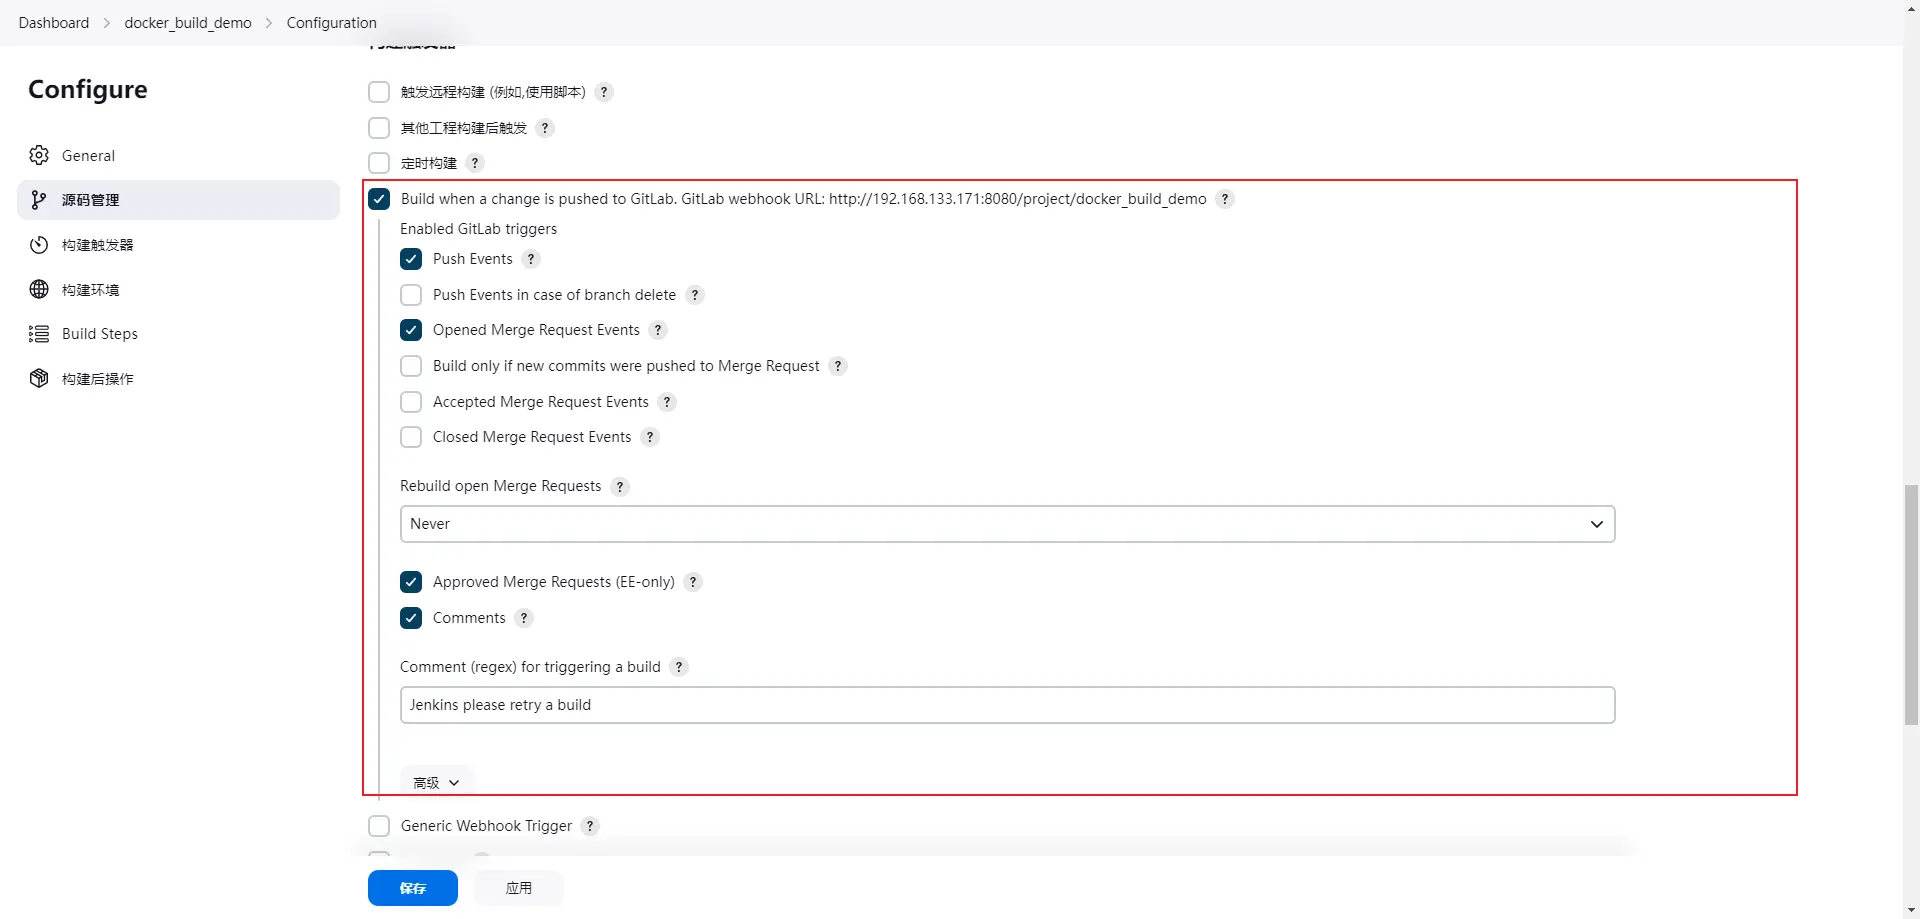 Dashboard > docker_build_demo > Configuration
构建触发器
Configure
General
源码管理
构建触发器
构建环境
Build Steps
构建后操作
触发远程构建 (例如,使用脚本) ?
其他工程构建后触发 ?
定时构建 ?
Build when a change is pushed to GitLab. GitLab webhook URL: http://192.168.133.171:8080/project/docker_build_demo ?
Enabled GitLab triggers
Push Events ?
Push Events in case of branch delete ?
Opened Merge Request Events ?
Build only if new commits were pushed to Merge Request ?
Accepted Merge Request Events ?
Closed Merge Request Events ?
Rebuild open Merge Requests ?
Never
Approved Merge Requests (EE-only) ?
Comments ?
Comment (regex) for triggering a build ?
Jenkins please retry a build
高级
Generic Webhook Trigger ?
保存
应用